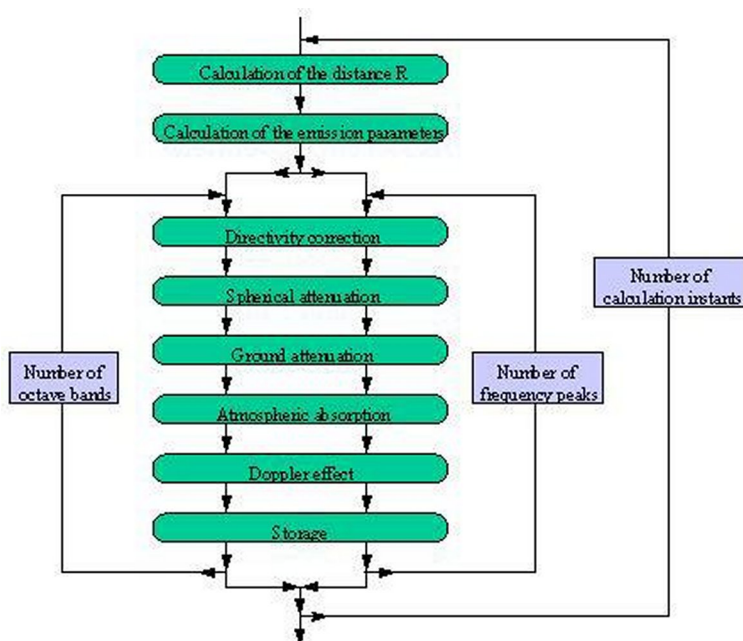 Calculation of the distance R
Calculation of the emission parameters
Directivity correction
Spherical attenuation
Number of
calculation instants
Ground attenuation
Number of
octave bands
Number of
frequency peaks
Atmospheric absorption
Doppler effect
Storage